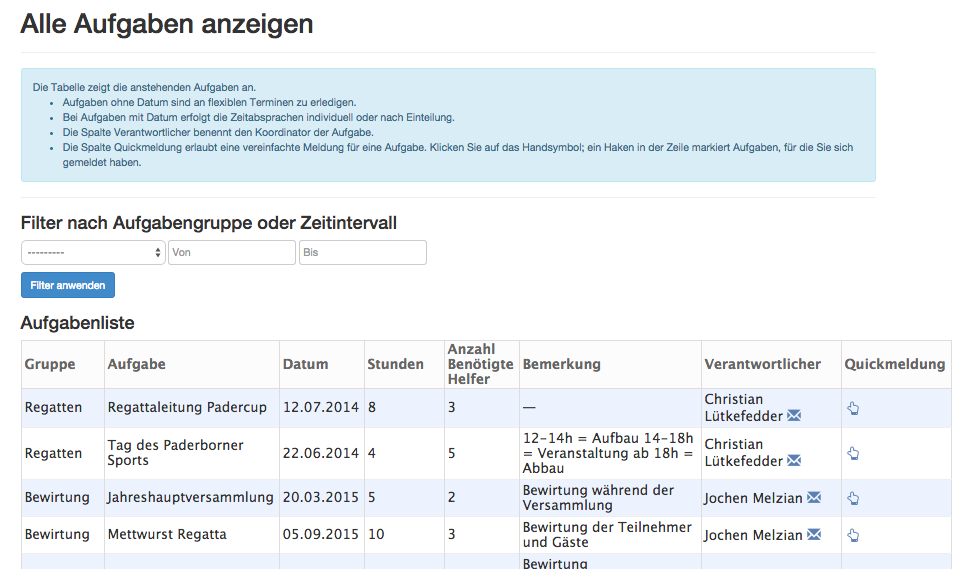 Alle Aufgaben anzeigen
Die Tabelle zeigt die anstehenden Aufgaben an.
• Aufgaben ohne Datum sind an flexiblen Terminen zu erledigen.
• Bei Aufgaben mit Datum erfolgt die Zeitabsprachen individuell oder nach Einteilung.
• Die Spalte Verantwortlicher benennt den Koordinator der Aufgabe.
• Die Spalte Quickmeldung erlaubt eine vereinfachte Meldung für eine Aufgabe. Klicken Sie auf das Handsymbol; ein Haken in der Zeile markiert Aufgaben, für die Sie sich
gemeldet haben.
Filter nach Aufgabengruppe oder Zeitintervall
--------- Von Bis
Filter anwenden
Aufgabenliste
Gruppe Aufgabe Datum Stunden Anzahl
Benötigte
Helfer Bemerkung Verantwortlicher Quickmeldung
Regatten Regattaleitung Padercup 12.07.2014 8 3 — Christian
Lütkefedder
Regatten Tag des Paderborner
Sports 22.06.2014 4 5 12-14h = Aufbau 14-18h
= Veranstaltung ab 18h =
Abbau Christian
Lütkefedder
Bewirtung Jahreshauptversammlung 20.03.2015 5 2 Bewirtung während der
Versammlung Jochen Melzian
Bewirtung Mettwurst Regatta 05.09.2015 10 3 Bewirtung der Teilnehmer
und Gäste Jochen Melzian
Bewirtung